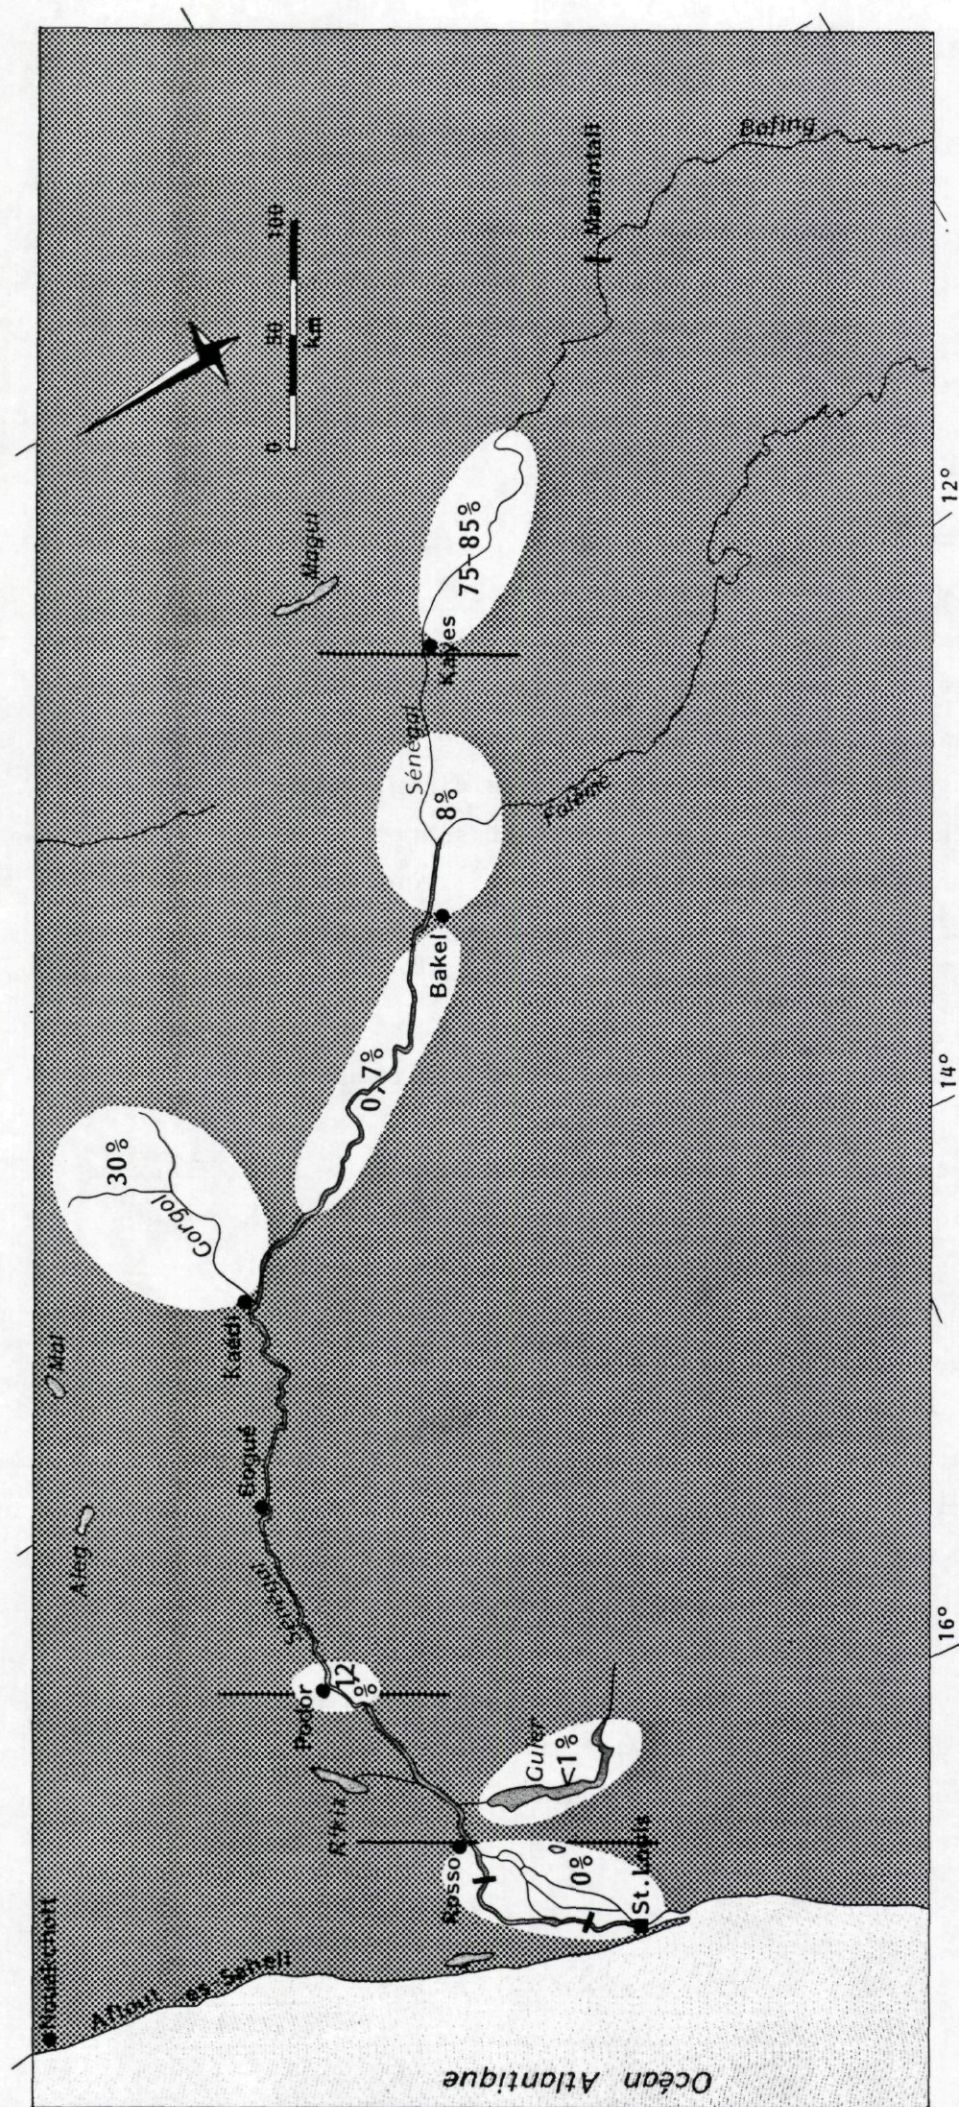 Nouakchott
Aftout es-Saheli
Océan Atlantique
Aleg
Mal
Gorgol
30%
Magui
0 50 100
km
Kaedi
Bogué
Sénégal
Podor
12
%
R'kiz
Rosso
0%
St. Louis
Guier
<1%
0,7%
Bakel
8%
Sénégal
Falémé
Kayes
75-85%
Manantali
Bafing
16°
14°
12°